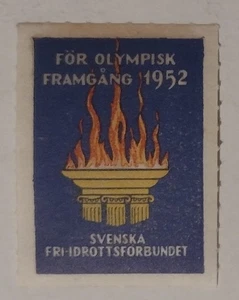 FÖR OLYMPISK
FRAMGÅNG 1952
SVENSKA
FRI-IDROTTSFÖRBUNDET